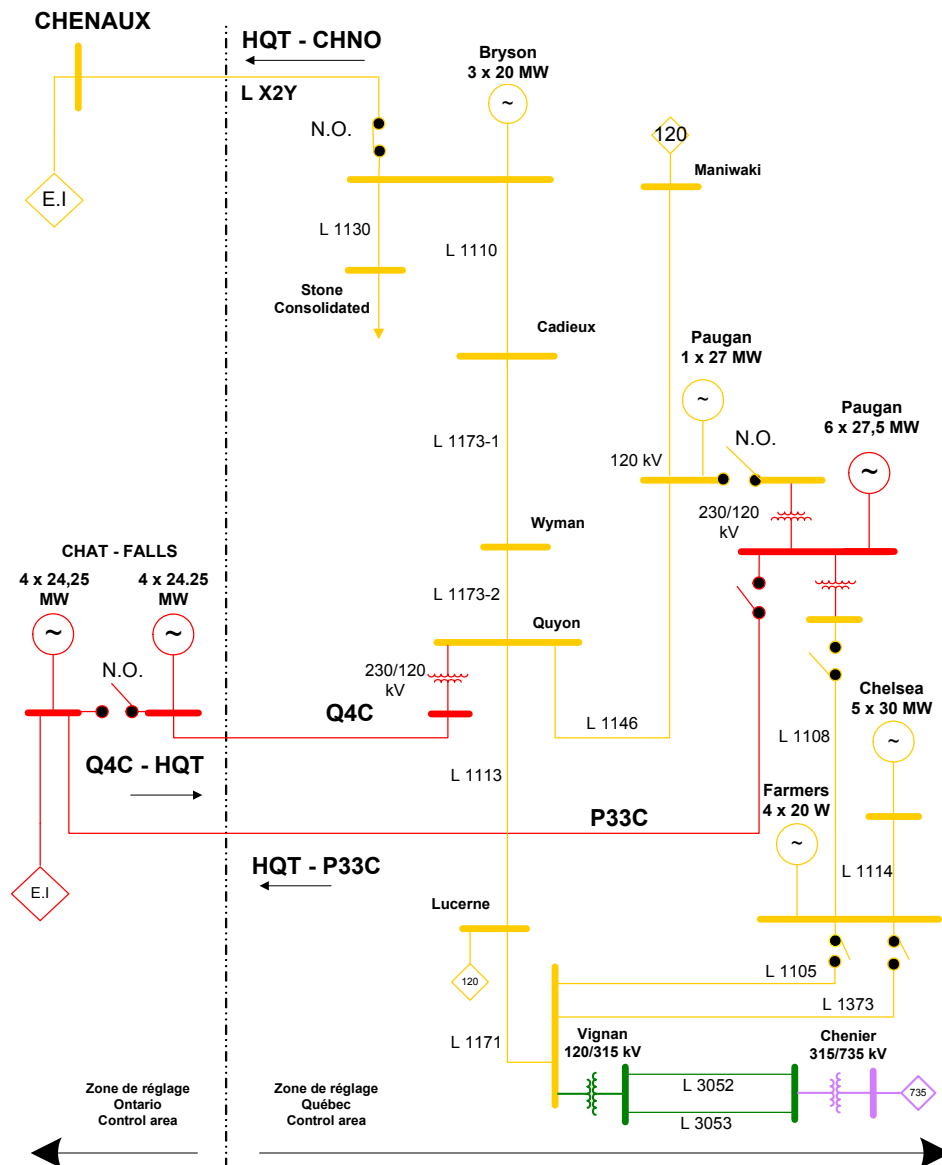 CHENAUX
HQT - CHNO
L X2Y
Bryson
3 x 20 MW
~
N.O.
120
Maniwaki
E.I
L 1130
L 1110
Stone
Consolidated
Cadieux
Paugan
1 x 27 MW
~
Paugan
6 x 27,5 MW
~
N.O.
L 1173-1
120 kV
230/120
kV
Wyman
CHAT - FALLS
4 x 24,25
MW
4 x 24.25
MW
~
~
L 1173-2
Quyon
N.O.
230/120
kV
Q4C
L 1146
Chelsea
5 x 30 MW
~
L 1108
Q4C - HQT
L 1113
Farmers
4 x 20 W
~
P33C
HQT - P33C
E.I
L 1114
Lucerne
120
L 1105
L 1373
L 1171
Vignan
120/315 kV
Chenier
315/735 kV
L 3052
735
L 3053
Zone de réglage
Ontario
Control area
Zone de réglage
Québec
Control area